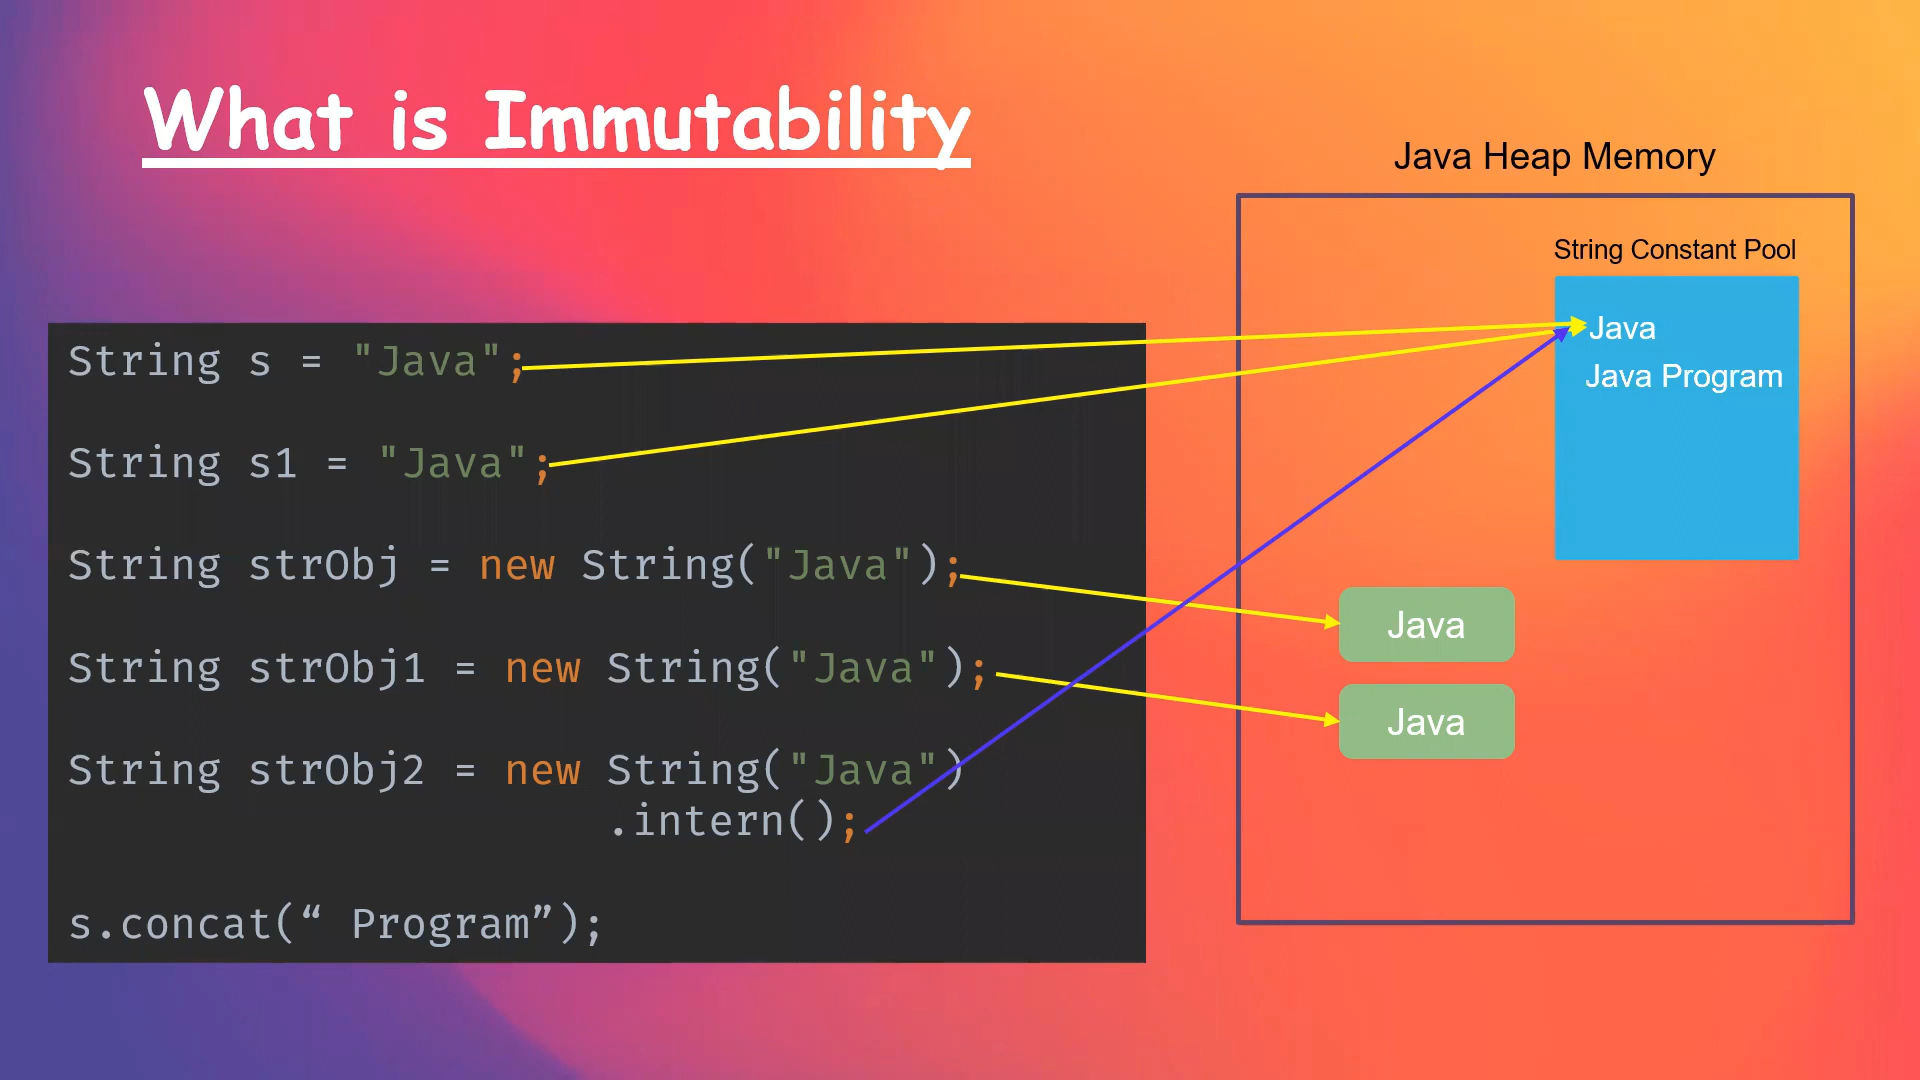 What is Immutability
String s = "Java";
String s1 = "Java";
String strObj = new String("Java");
String strObj1 = new String("Java");
String strObj2 = new String("Java")
.intern();
s.concat(“ Program”);
Java Heap Memory
String Constant Pool
Java
Java Program
Java
Java